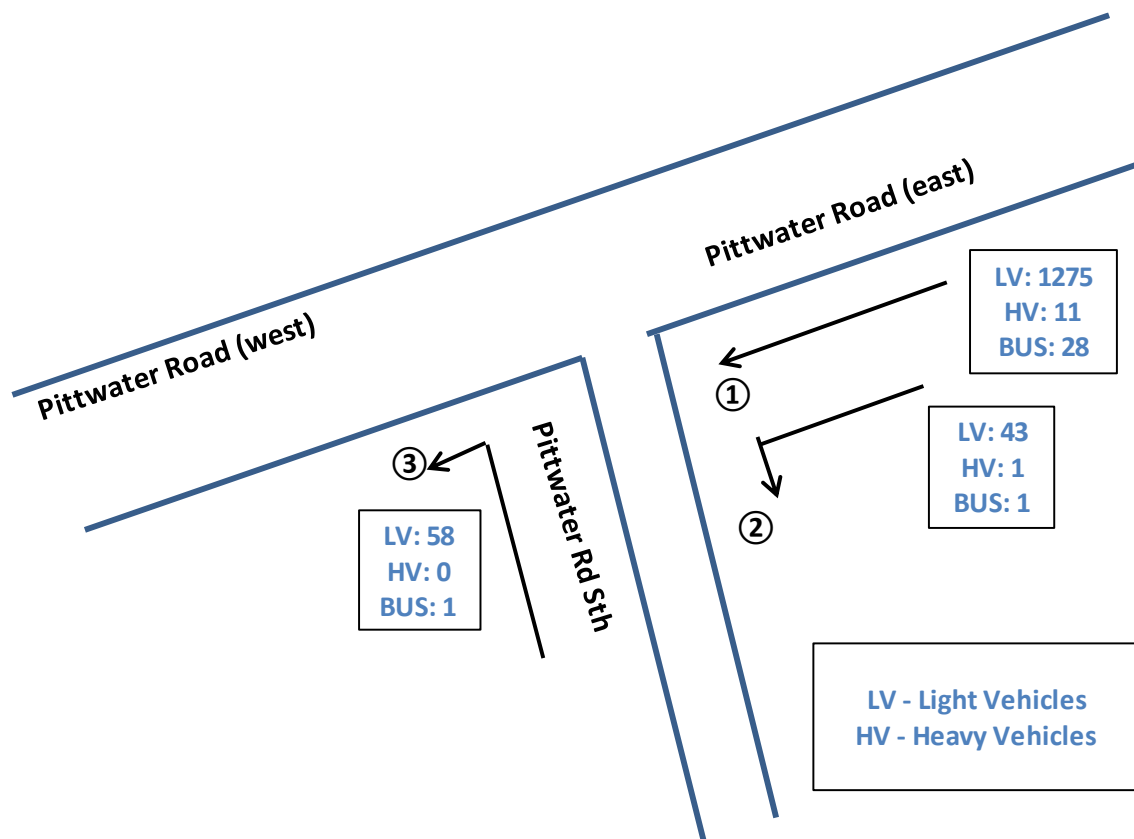 Pittwater Road (east)
LV: 1275
HV: 11
BUS: 28
Pittwater Road (west)
①
LV: 43
HV: 1
BUS: 1
③
Pittwater Rd Sth
②
LV: 58
HV: 0
BUS: 1
LV - Light Vehicles
HV - Heavy Vehicles